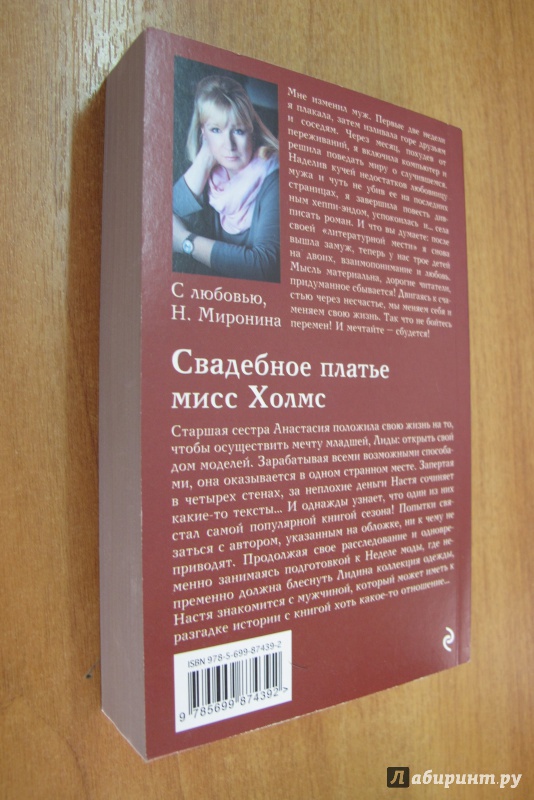 Мне изменил муж. Первые две недели
я плакала, затем изливала горе друзьям
и соседям. Через месяц, похудев от
переживаний, я включила компьютер и
решила поведать миру о случившемся.
Наделив кучей недостатков любовницу
мужа и чуть не убив ее на последних
страницах, я завершила повесть див-
ным хеппи-эндом, успокоилась и... села
писать роман. И что вы думаете: после
своей «литературной мести» я снова
вышла замуж, теперь у нас трое детей
на двоих, взаимопонимание и любовь.
Мысль материальна, дорогие читатели,
придуманное сбывается! Двигаясь к сча-
стью через несчастье, мы меняем себя и
меняем свою жизнь. Так что не бойтесь
перемен! И мечтайте – сбудется!
С любовью,
Н. Миронина
Свадебное платье
мисс Холмс
Старшая сестра Анастасия положила свою жизнь на то,
чтобы осуществить мечту младшей, Лиды: открыть свой
дом моделей. Зарабатывая всеми возможными способа-
ми, она оказывается в одном странном месте. Запертая
в четырех стенах, за неплохие деньги Настя сочиняет
какие-то тексты... И однажды узнает, что один из них
стал самой популярной книгой сезона! Попытки свя-
заться с автором, указанным на обложке, ни к чему не
приводят. Продолжая свое расследование и одновре-
менно занимаясь подготовкой к Неделе моды, где не-
пременно должна блеснуть Лидина коллекция одежды,
Настя знакомится с мужчиной, который может иметь к
разгадке истории с книгой хоть какое-то отношение...
ISBN 978-5-699-87439-2
9 785699 874392 >
Лабиринт.ру